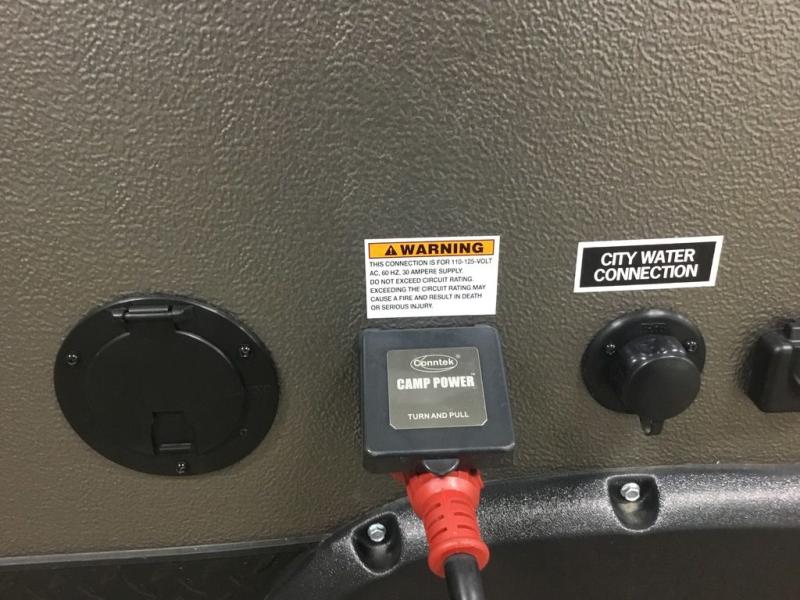 WARNING
THIS CONNECTION IS FOR 110-125-VOLT
AC, 60 HZ, 30 AMPERE SUPPLY.
DO NOT EXCEED CIRCUIT RATING.
EXCEEDING THE CIRCUIT RATING MAY
CAUSE A FIRE AND RESULT IN DEATH
OR SERIOUS INJURY.
CITY WATER
CONNECTION
Conntek®
CAMP POWER™
TURN AND PULL